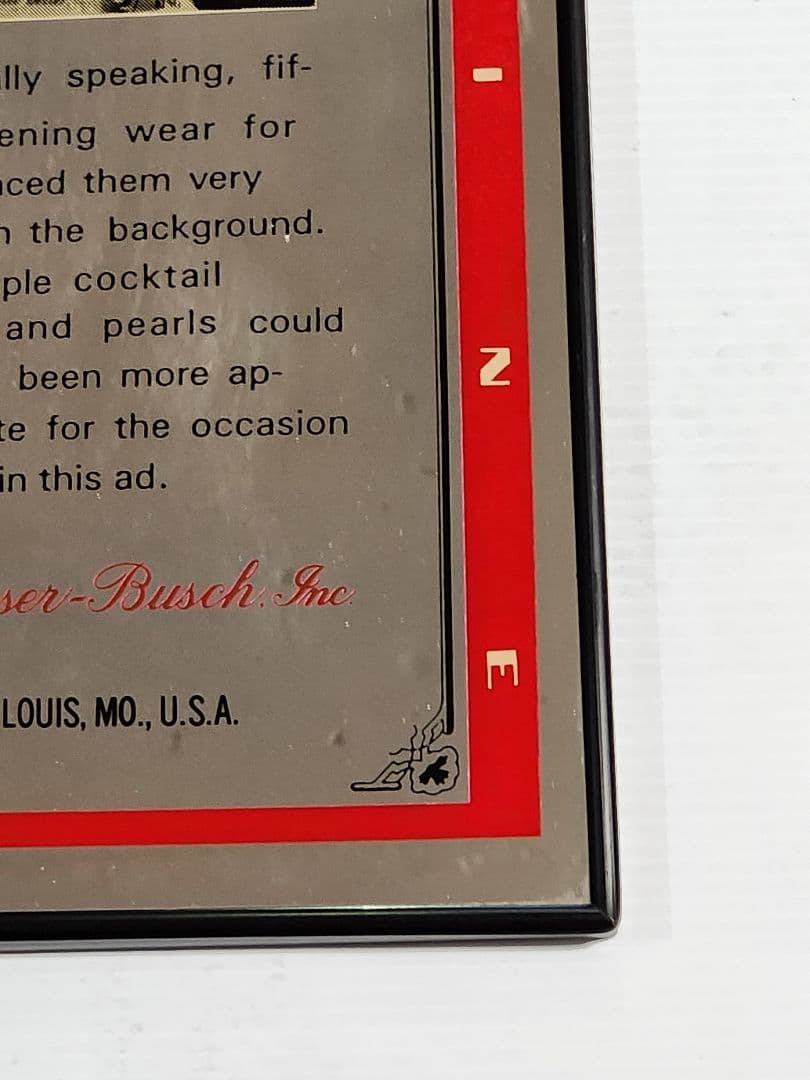 lly speaking, fif-
ening wear for
ced them very
the background.
ple cocktail
and pearls could
been more ap-
te for the occasion
in this ad.
ser-Busch, Inc.
LOUIS, MO., U.S.A.
I
N
E